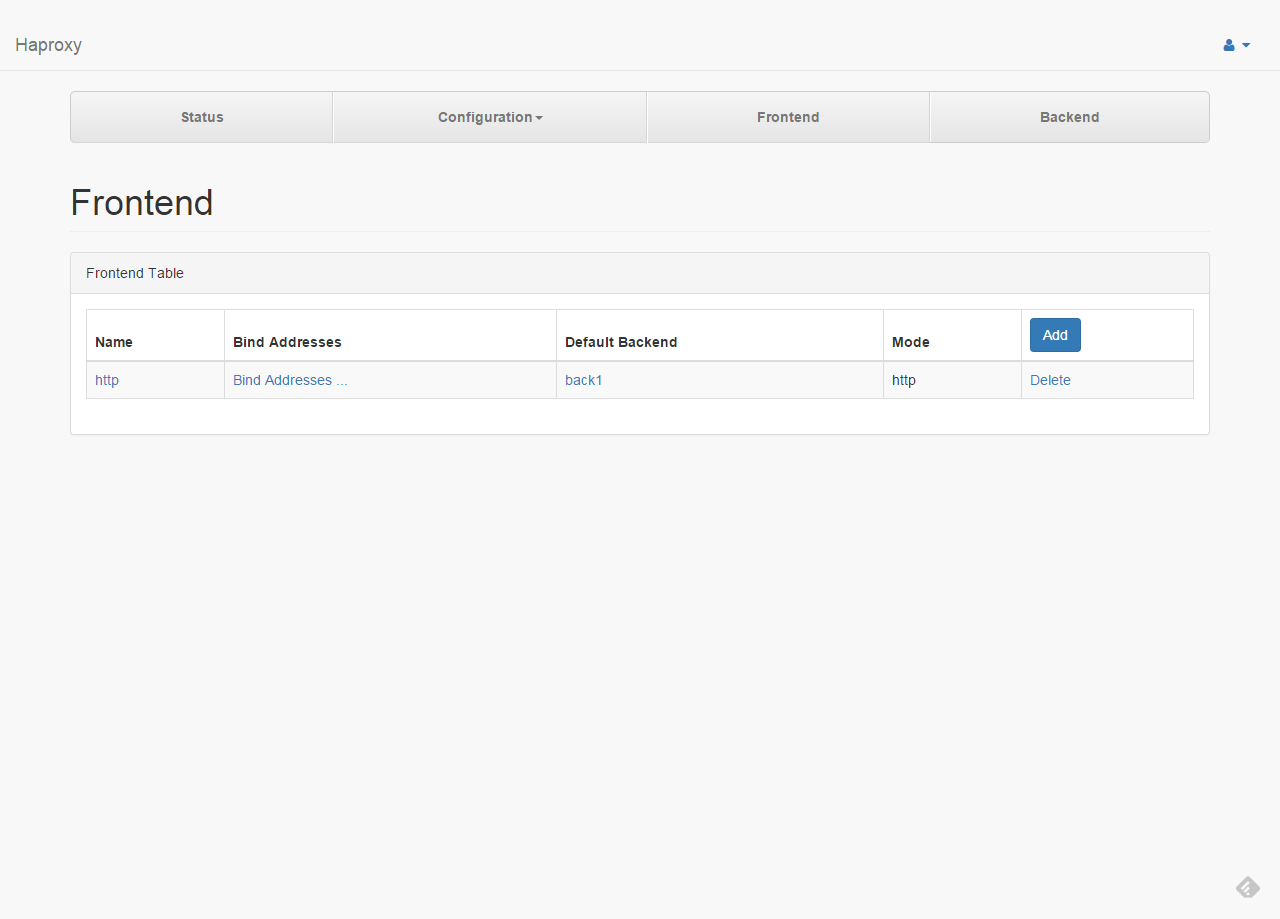 Haproxy
Status Configuration Frontend Backend
Frontend
Frontend Table
Name Bind Addresses Default Backend Mode Add
http Bind Addresses ... back1 http Delete